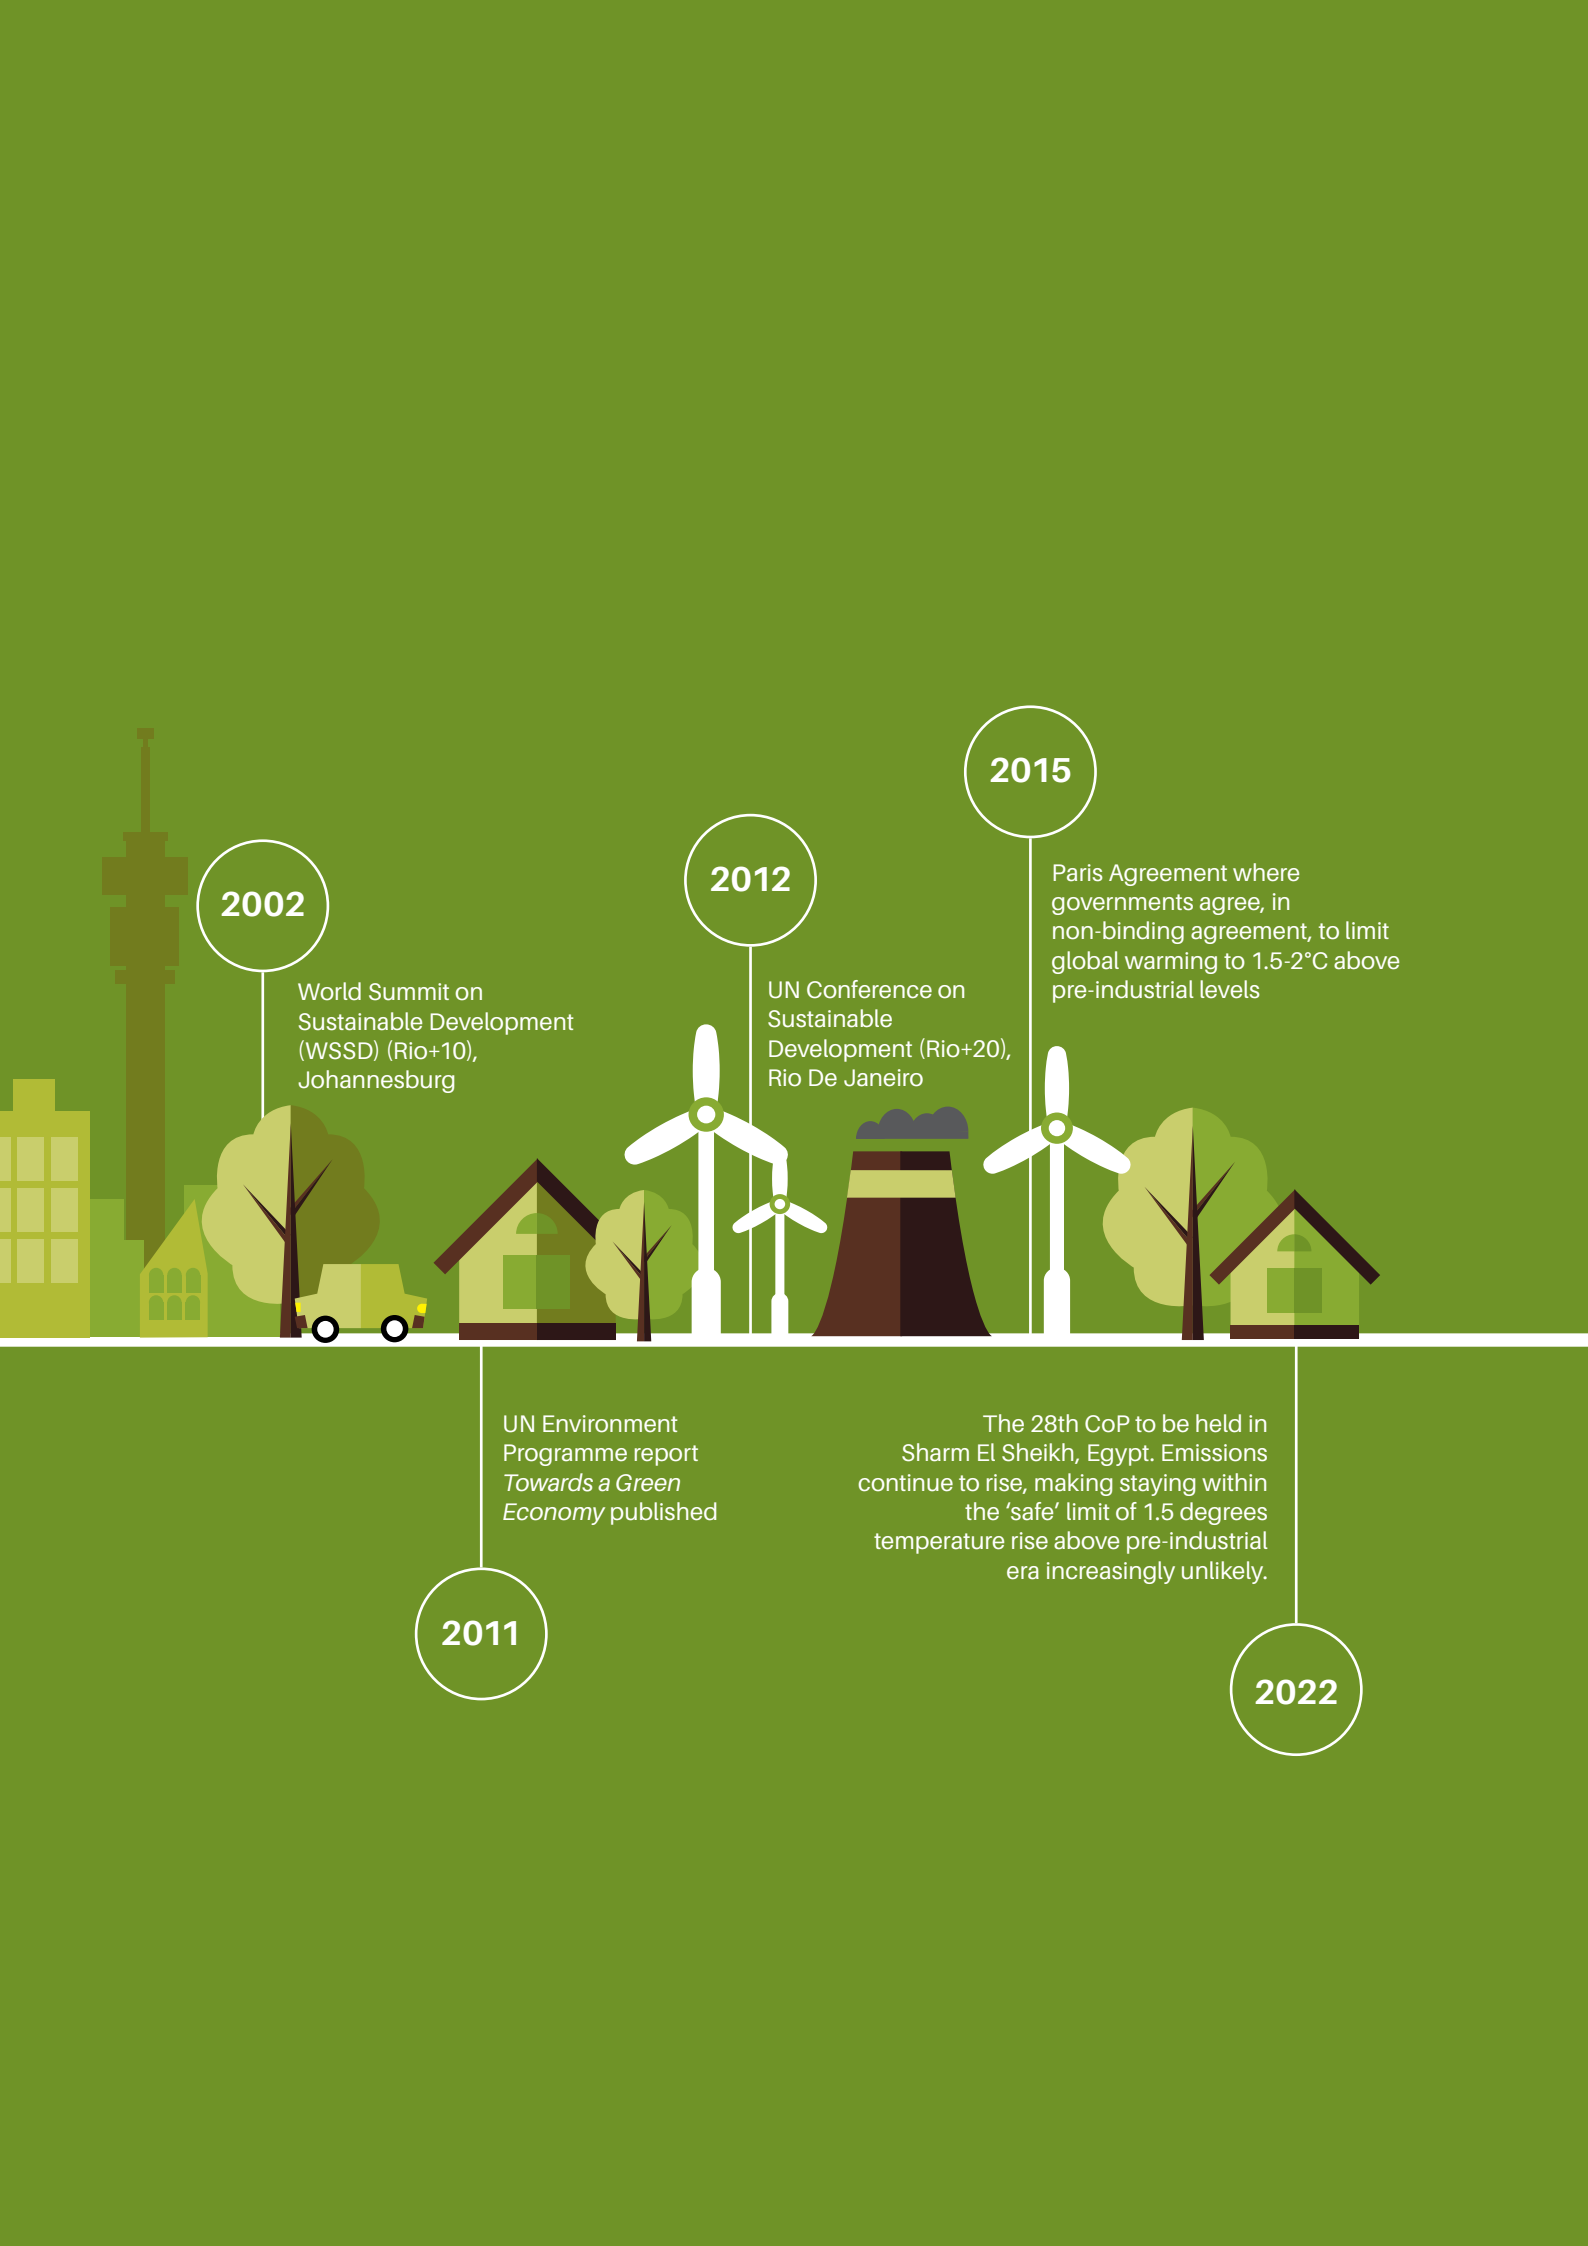 2002
World Summit on
Sustainable Development
(WSSD) (Rio+10),
Johannesburg
2011
UN Environment
Programme report
Towards a Green
Economy published
2012
UN Conference on
Sustainable
Development (Rio+20),
Rio De Janeiro
2015
Paris Agreement where
governments agree, in
non-binding agreement, to limit
global warming to 1.5-2°C above
pre-industrial levels
The 28th CoP to be held in
Sharm El Sheikh, Egypt. Emissions
continue to rise, making staying within
the ‘safe’ limit of 1.5 degrees
temperature rise above pre-industrial
era increasingly unlikely.
2022